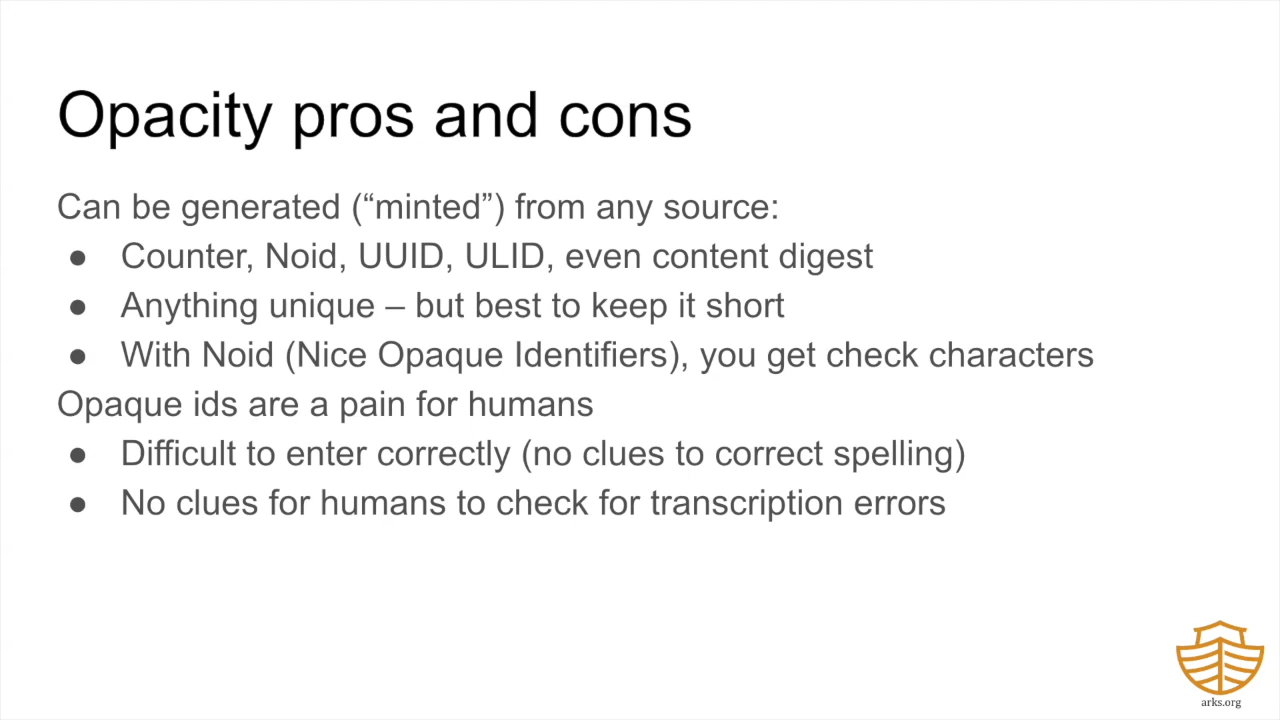 Opacity pros and cons
Can be generated (“minted”) from any source:
● Counter, Noid, UUID, ULID, even content digest
● Anything unique – but best to keep it short
● With Noid (Nice Opaque Identifiers), you get check characters
Opaque ids are a pain for humans
● Difficult to enter correctly (no clues to correct spelling)
● No clues for humans to check for transcription errors
arks.org